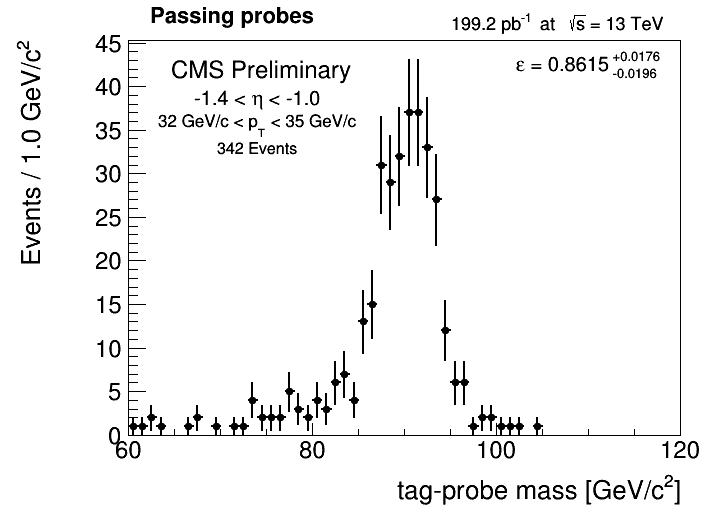 Passing probes
199.2 pb⁻¹ at √s = 13 TeV
CMS Preliminary
-1.4 < η < -1.0
32 GeV/c < p_T < 35 GeV/c
342 Events
ε = 0.8615 +0.0176 -0.0196
Events / 1.0 GeV/c²
45
40
35
30
25
20
15
10
5
0
60 80 100 120
tag-probe mass [GeV/c²]